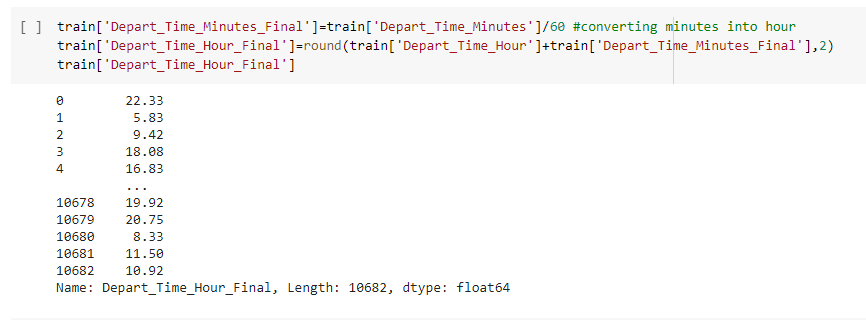 [ ] train['Depart_Time_Minutes_Final']=train['Depart_Time_Minutes']/60 #converting minutes into hour
train['Depart_Time_Hour_Final']=round(train['Depart_Time_Hour']+train['Depart_Time_Minutes_Final'],2)
train['Depart_Time_Hour_Final']
0 22.33
1 5.83
2 9.42
3 18.08
4 16.83
...
10678 19.92
10679 20.75
10680 8.33
10681 11.50
10682 10.92
Name: Depart_Time_Hour_Final, Length: 10682, dtype: float64